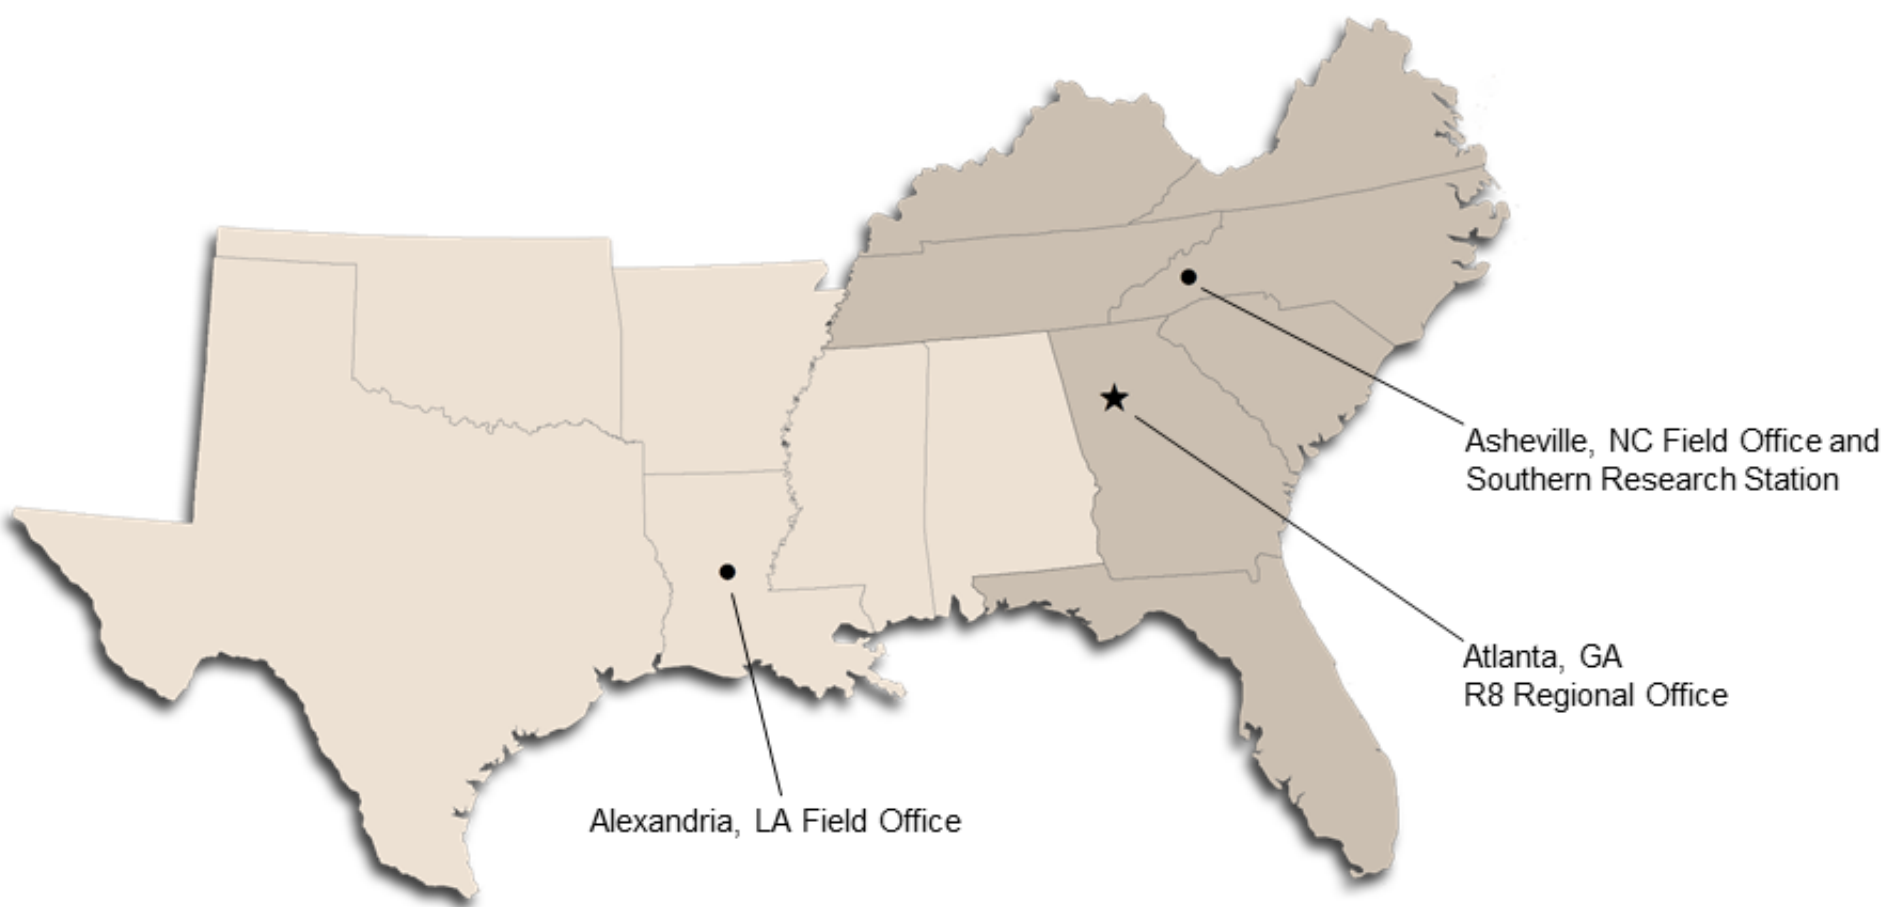 Asheville, NC Field Office and
Southern Research Station
Atlanta, GA
R8 Regional Office
Alexandria, LA Field Office